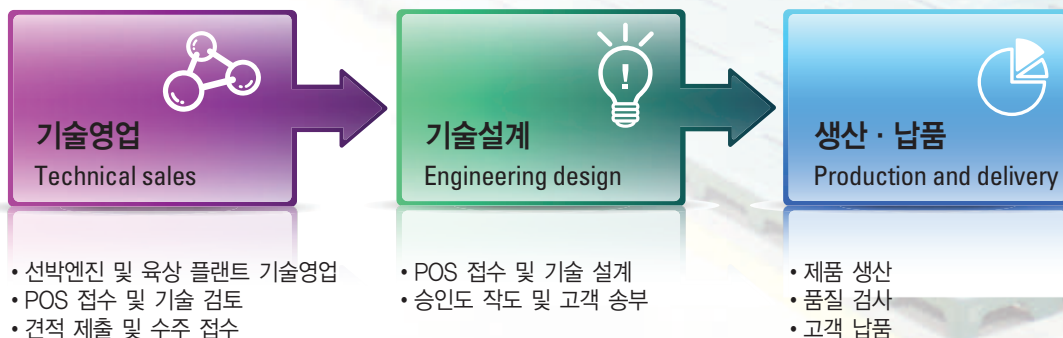 기술영업
Technical sales
• 선박엔진 및 육상 플랜트 기술영업
• POS 접수 및 기술 검토
• 견적 제출 및 수주 접수
!
기술설계
Engineering design
• POS 접수 및 기술 설계
• 승인도 작도 및 고객 송부
생산 · 납품
Production and delivery
• 제품 생산
• 품질 검사
• 고객 납품